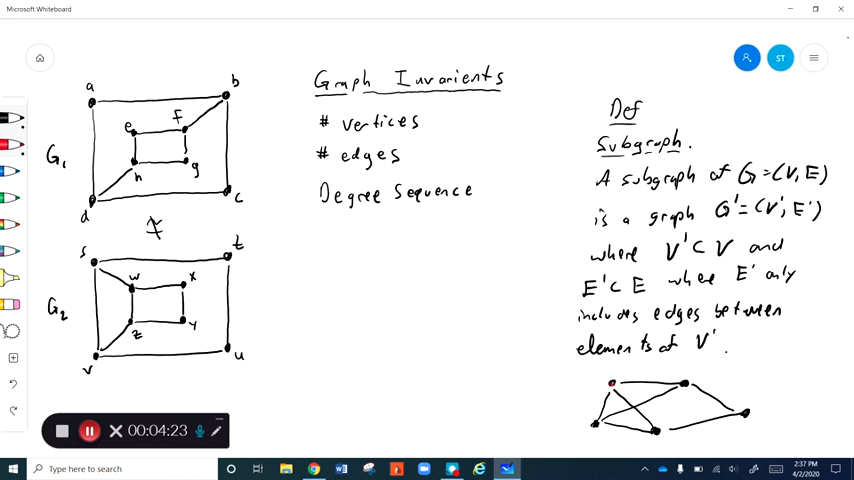 Microsoft Whiteboard
ST
Graph Invarients
# vertices
# edges
Degree Sequence
a
b
e
f
G₁
h
g
d
c
≄
s
t
w
x
G₂
z
y
v
u
Def
Subgraph.
A subgraph of G=(V,E)
is a graph G'=(V',E')
where V'⊂V and
E'⊂E where E' only
includes edges between
elements of V'.
00:04:23
Type here to search
2:37 PM
4/2/2020